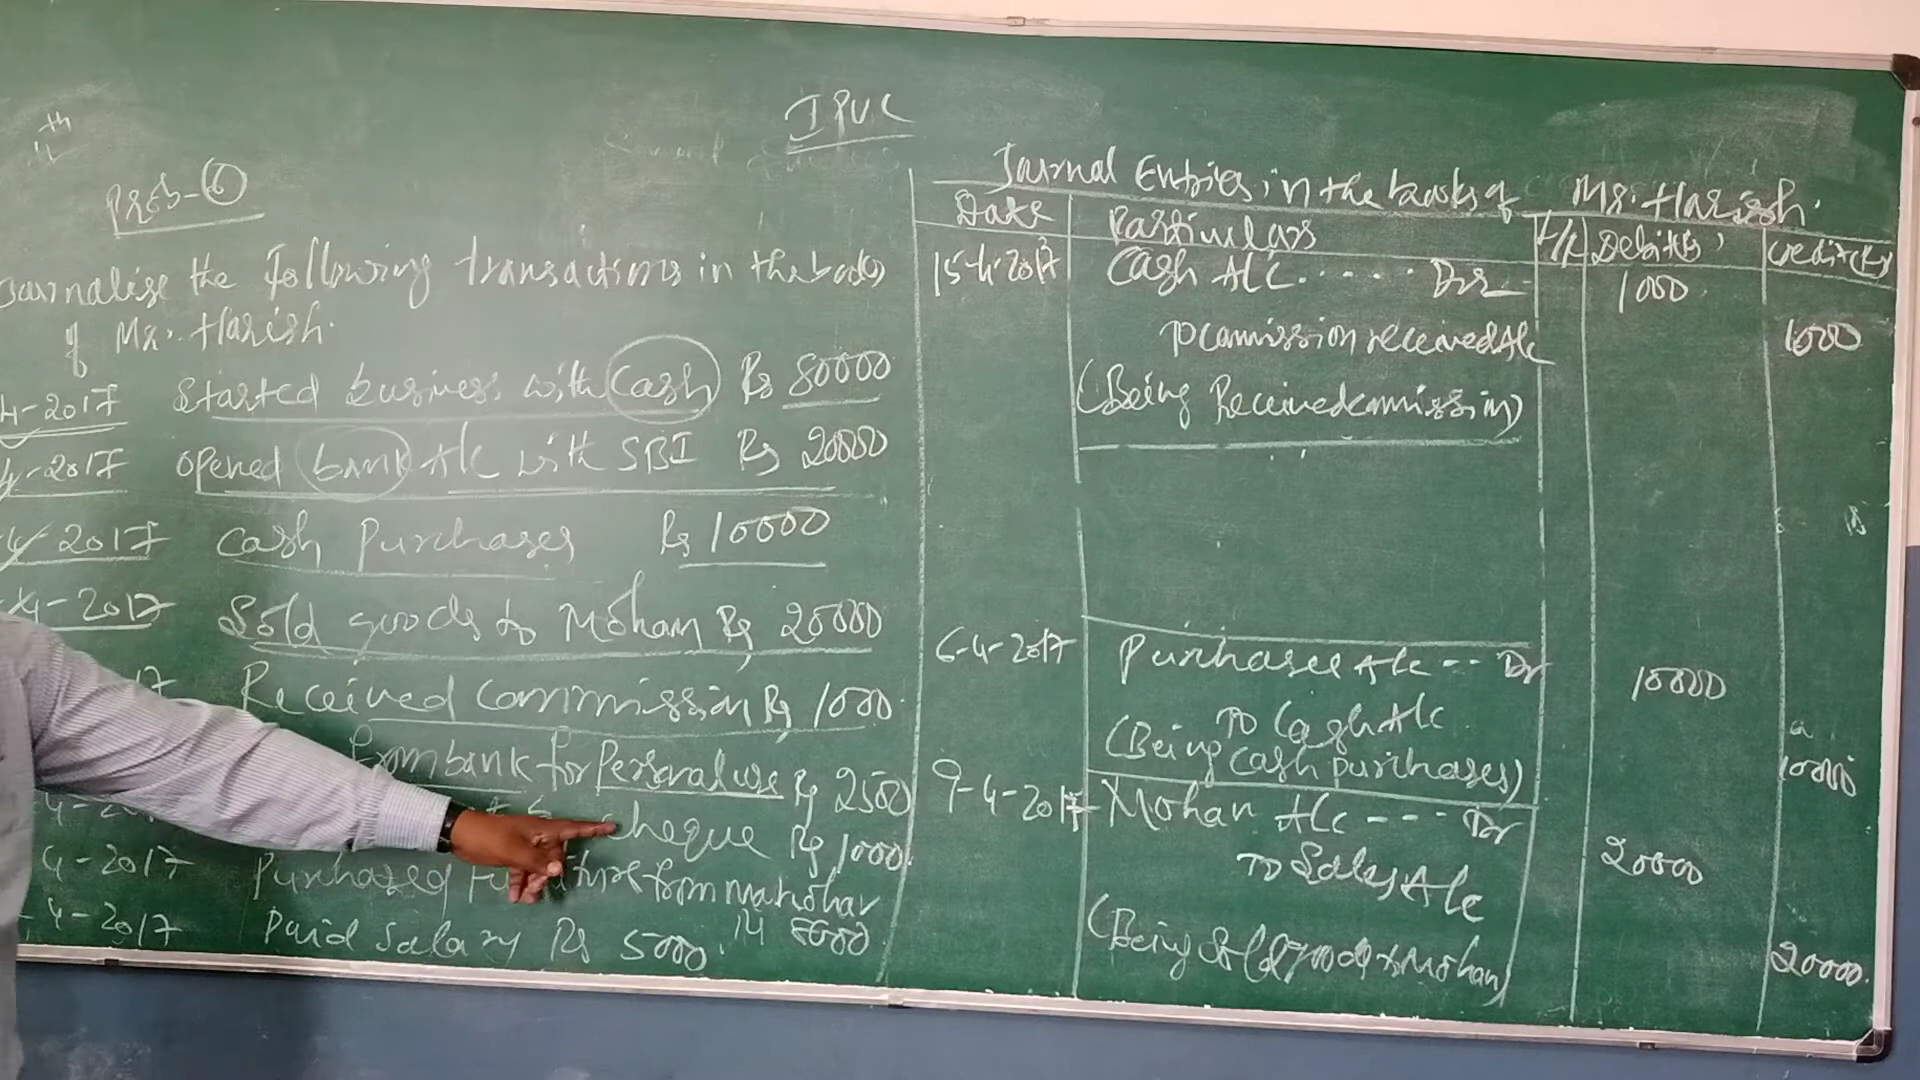 I PUC
Prob-6
Journalise the following transactions in the books
of Mr. Harish.
4-2017 Started business with cash Rs 80000
4-2017 opened bank A/c with SBI Rs 20000
4-2017 Cash Purchases Rs 10000
4-2017 Sold goods to Mohan Rs 20000
17 Received commission Rs 1000.
from bank for Personal use Rs 2500
4-20 cheque Rs 1000.
4-2017 Purchased from Manohar
Rs 8000.
4-2017 Paid Salary Rs 5000.
Journal Entries in the books of Mr. Harish.
Date Particulars L/F Debit(₹) Credit(₹)
15-4-2017 Cash A/c ..... Dr 1000
To commission received A/c 1000
(Being Received commission)
6-4-2017 Purchases A/c -- Dr 10000
To Cash A/c 10000
(Being cash purchases)
9-4-2017 Mohan A/c --- Dr 20000
To Sales A/c
(Being Sold goods to Mohan) 20000.